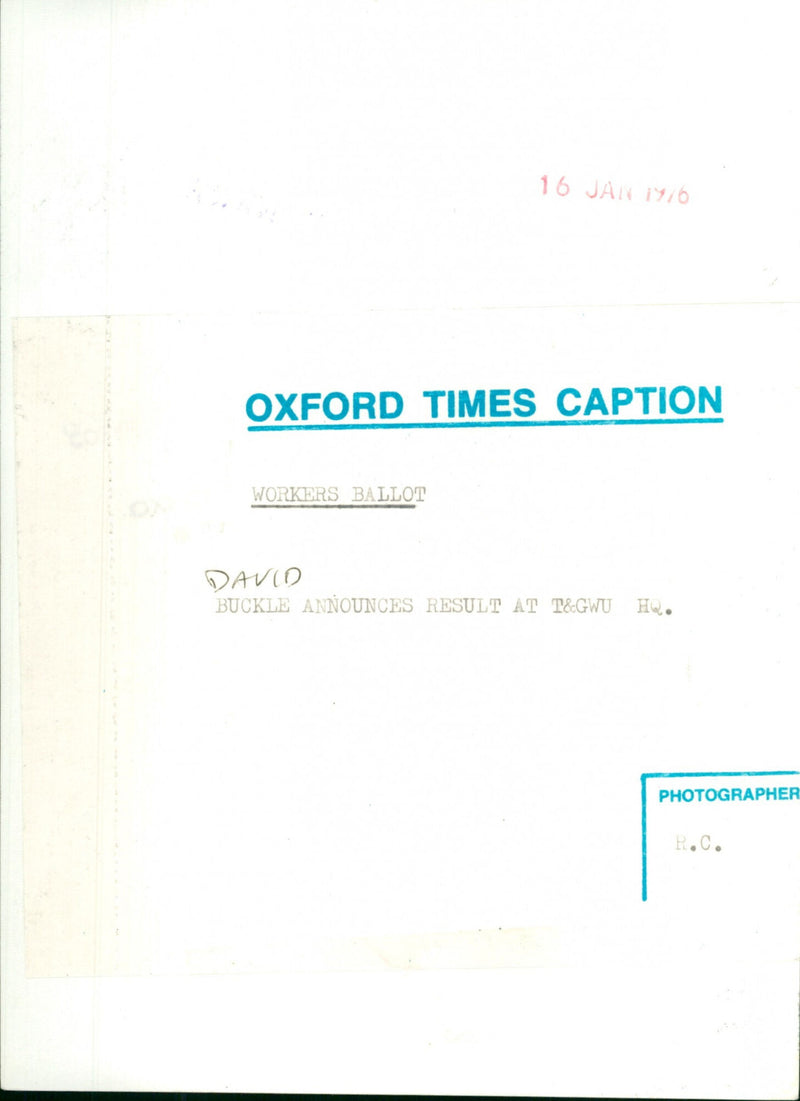 16 JAN 1976
OXFORD TIMES CAPTION
WORKERS BALLOT
DAVID
BUCKLE ANNOUNCES RESULT AT T&GWU HQ.
PHOTOGRAPHER
R.C.